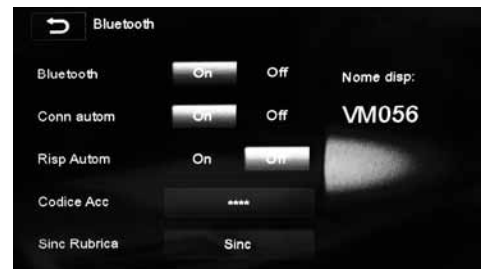 Bluetooth
Bluetooth On Off
Nome disp:
Conn autom On Off
VM056
Risp Autom On Off
Codice Acc ****
Sinc Rubrica Sinc